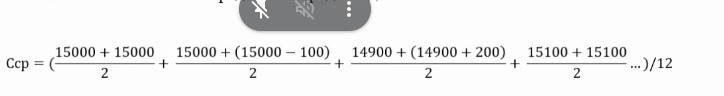 Ccp = (15000 + 15000 / 2 + 15000 + (15000 − 100) / 2 + 14900 + (14900 + 200) / 2 + 15100 + 15100 / 2 ...)/12